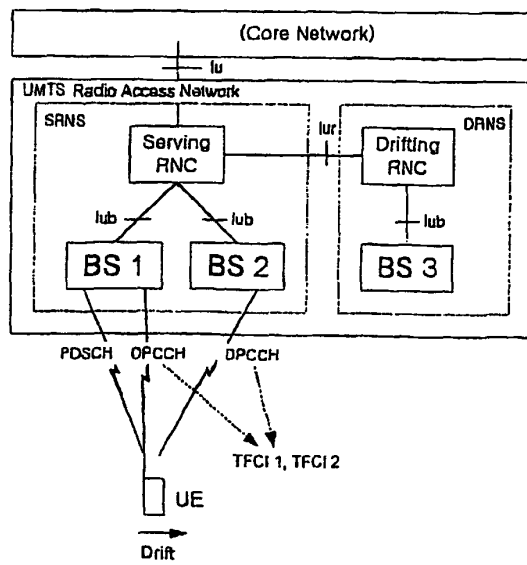 (Core Network)
Iu
UMTS Radio Access Network
SRNS
DRNS
Serving
RNC
Iur
Drifting
RNC
Iub
Iub
Iub
BS 1
BS 2
BS 3
PDSCH
DPCCH
DPCCH
TFCI 1, TFCI 2
UE
Drift